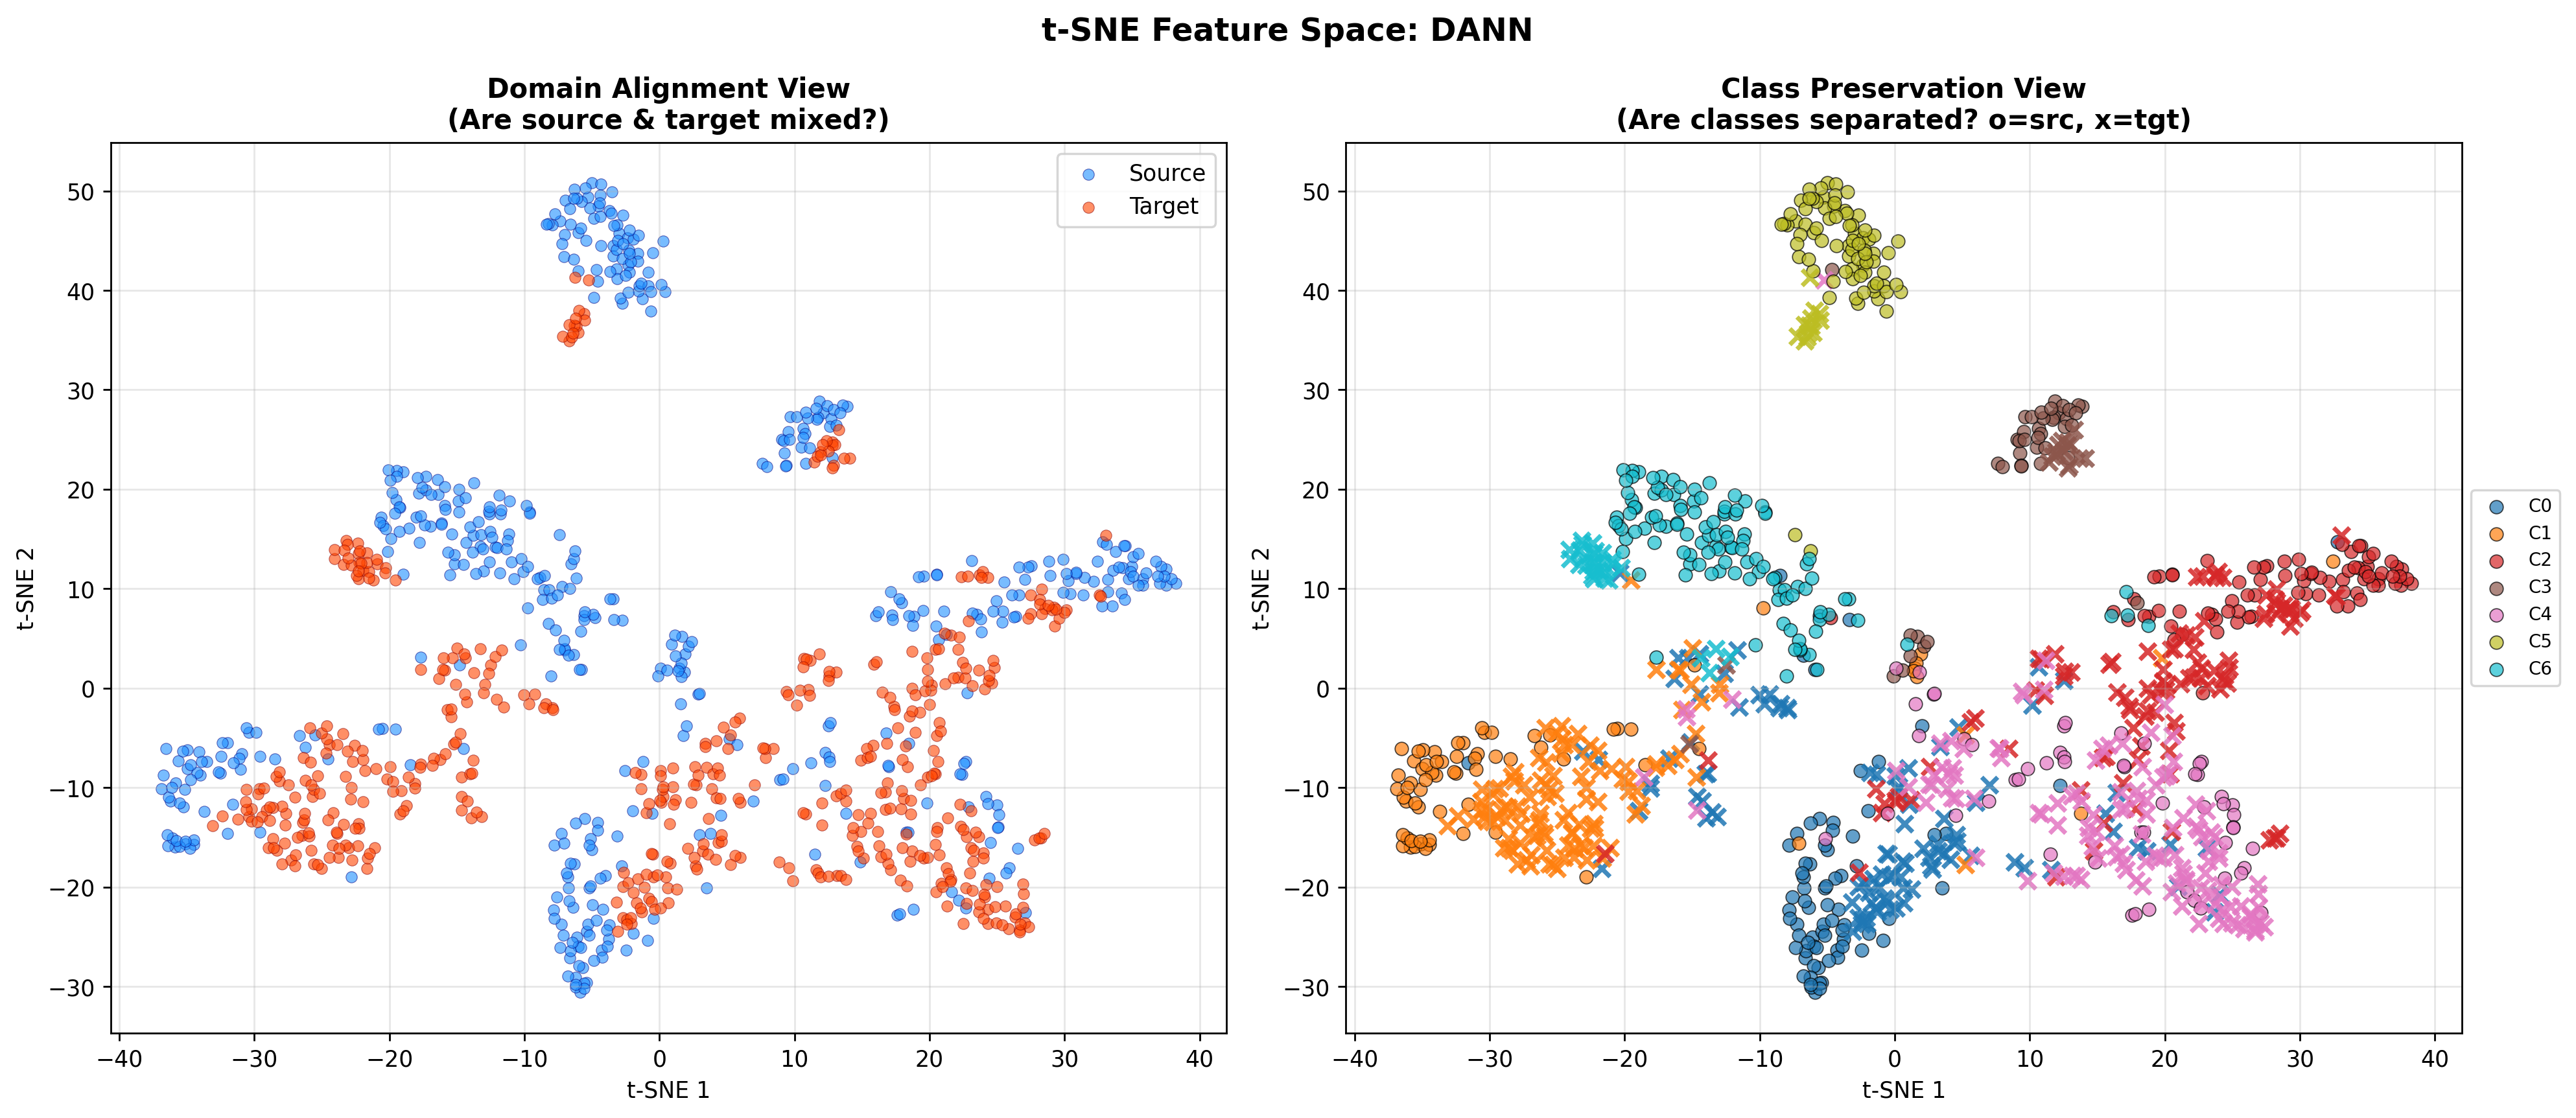 t-SNE Feature Space: DANN
Domain Alignment View
(Are source & target mixed?)
Source
Target
50
40
30
20
10
0
−10
−20
−30
t-SNE 2
−40
−30
−20
−10
0
10
20
30
40
t-SNE 1
Class Preservation View
(Are classes separated? o=src, x=tgt)
50
40
30
20
10
0
−10
−20
−30
t-SNE 2
−40
−30
−20
−10
0
10
20
30
40
t-SNE 1
C0
C1
C2
C3
C4
C5
C6